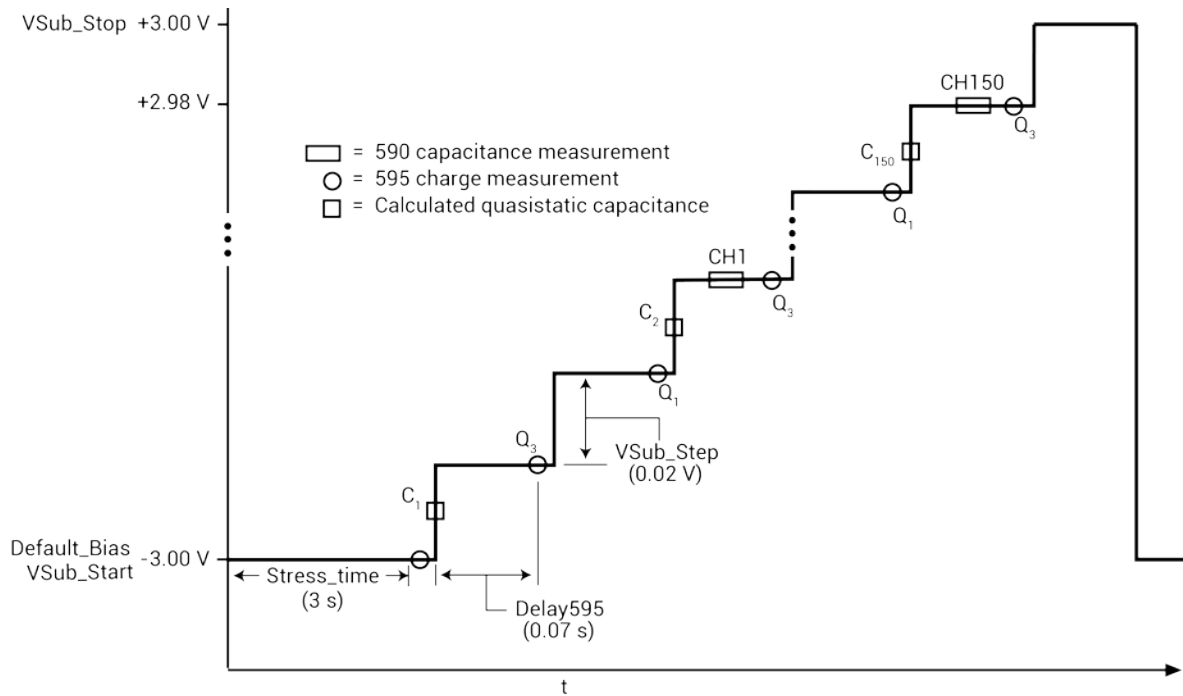 VSub_Stop +3.00 V
+2.98 V
CH150
Q₃
C₁₅₀
= 590 capacitance measurement
= 595 charge measurement
= Calculated quasistatic capacitance
Q₁
CH1
Q₃
C₂
Q₁
Q₃
VSub_Step
(0.02 V)
C₁
Default_Bias
VSub_Start
-3.00 V
Stress_time
(3 s)
Delay595
(0.07 s)
t